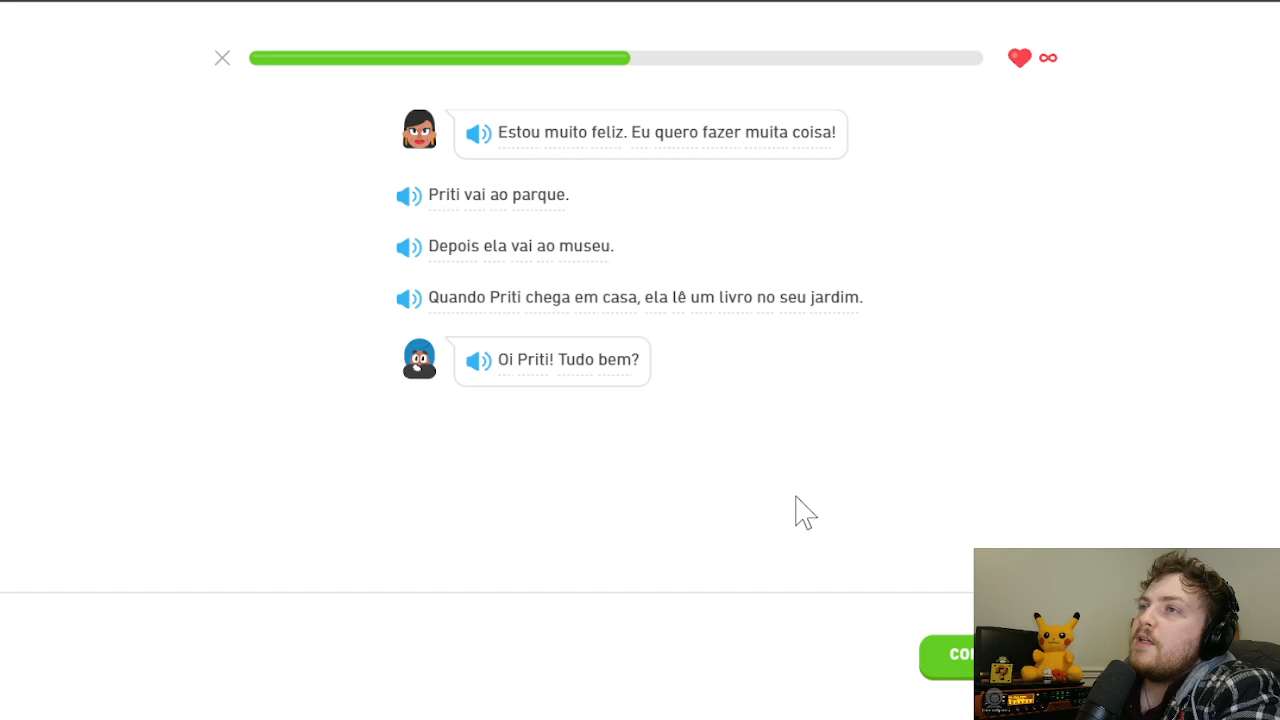 Estou muito feliz. Eu quero fazer muita coisa!
Priti vai ao parque.
Depois ela vai ao museu.
Quando Priti chega em casa, ela lê um livro no seu jardim.
Oi Priti! Tudo bem?